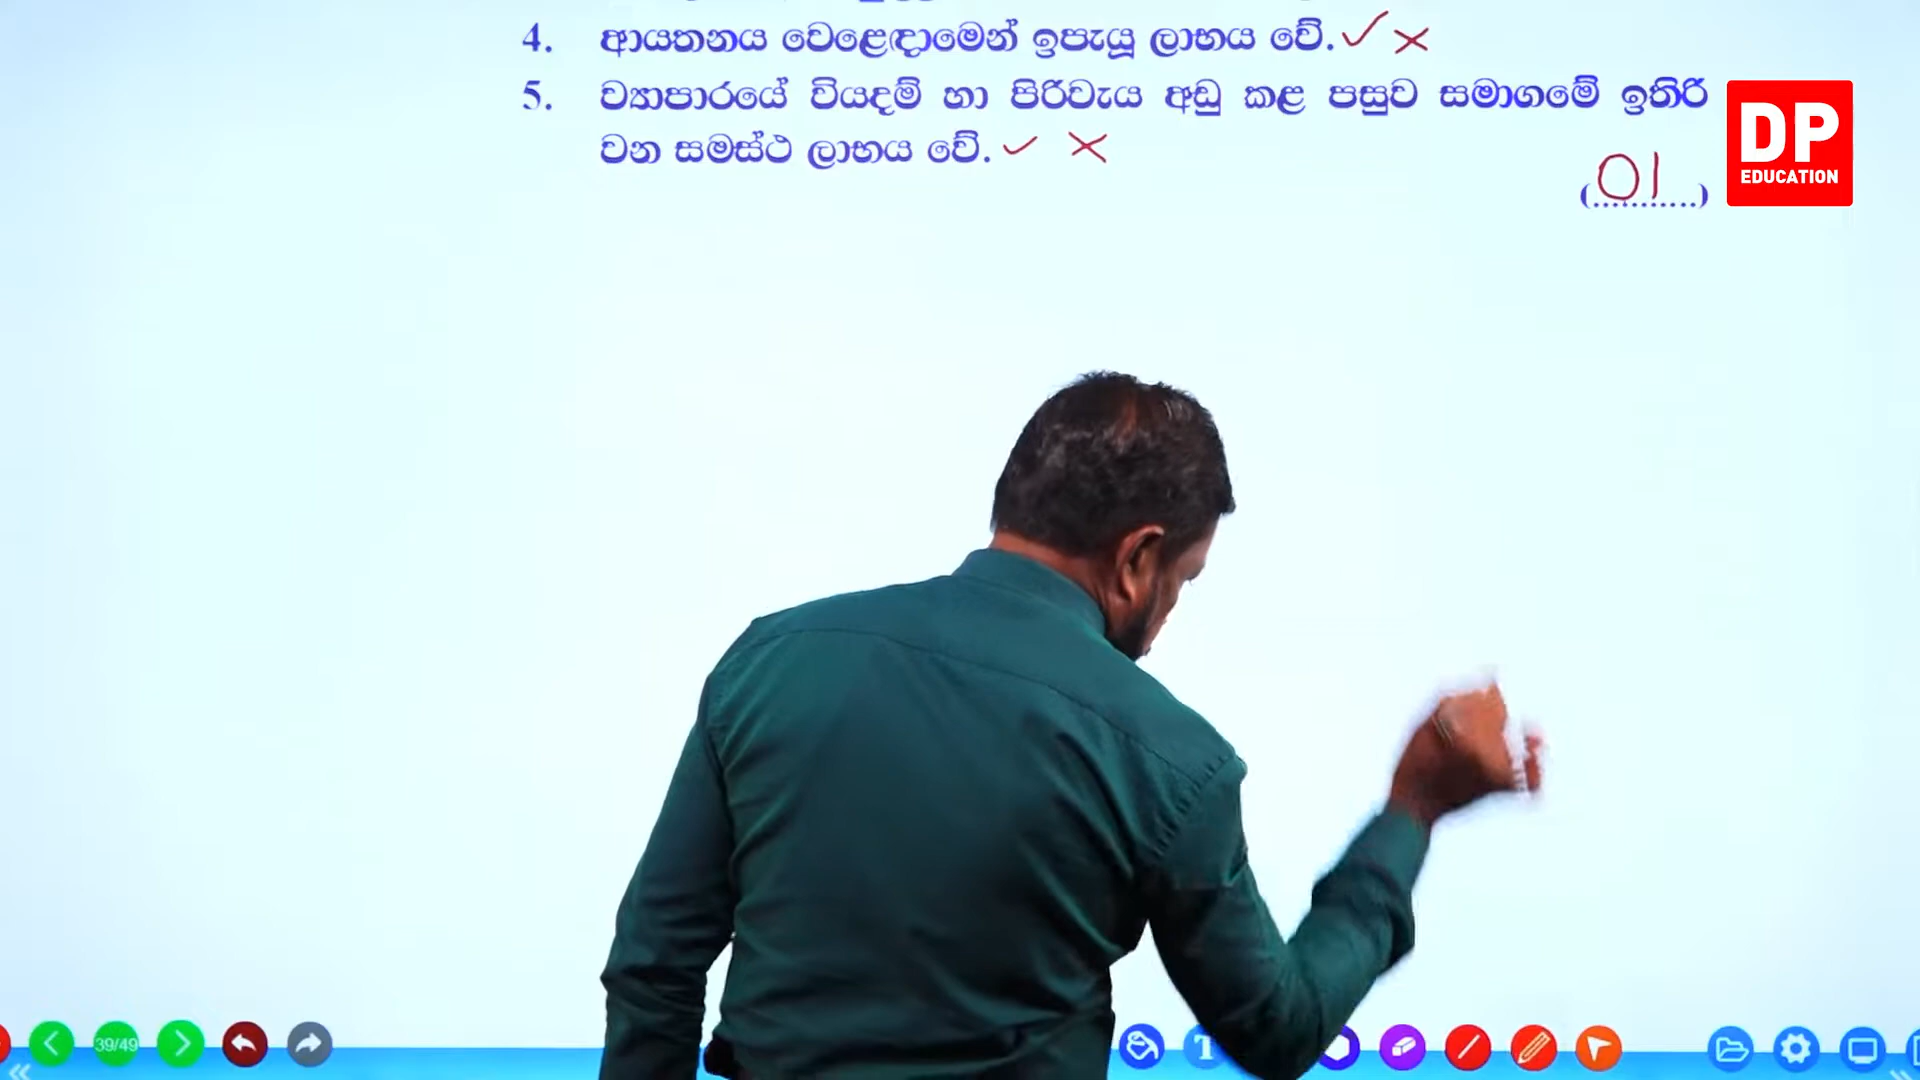 4. ආයතනය වෙළෙඳාමෙන් ඉපැයූ ලාභය වේ. ✓ ×
5. ව්‍යාපාරයේ වියදම් හා පිරිවැය අඩු කළ පසුව සමාගමේ ඉතිරි
වන සමස්ථ ලාභය වේ. ✓ ×
(01...........)
DP
EDUCATION
39/49
T